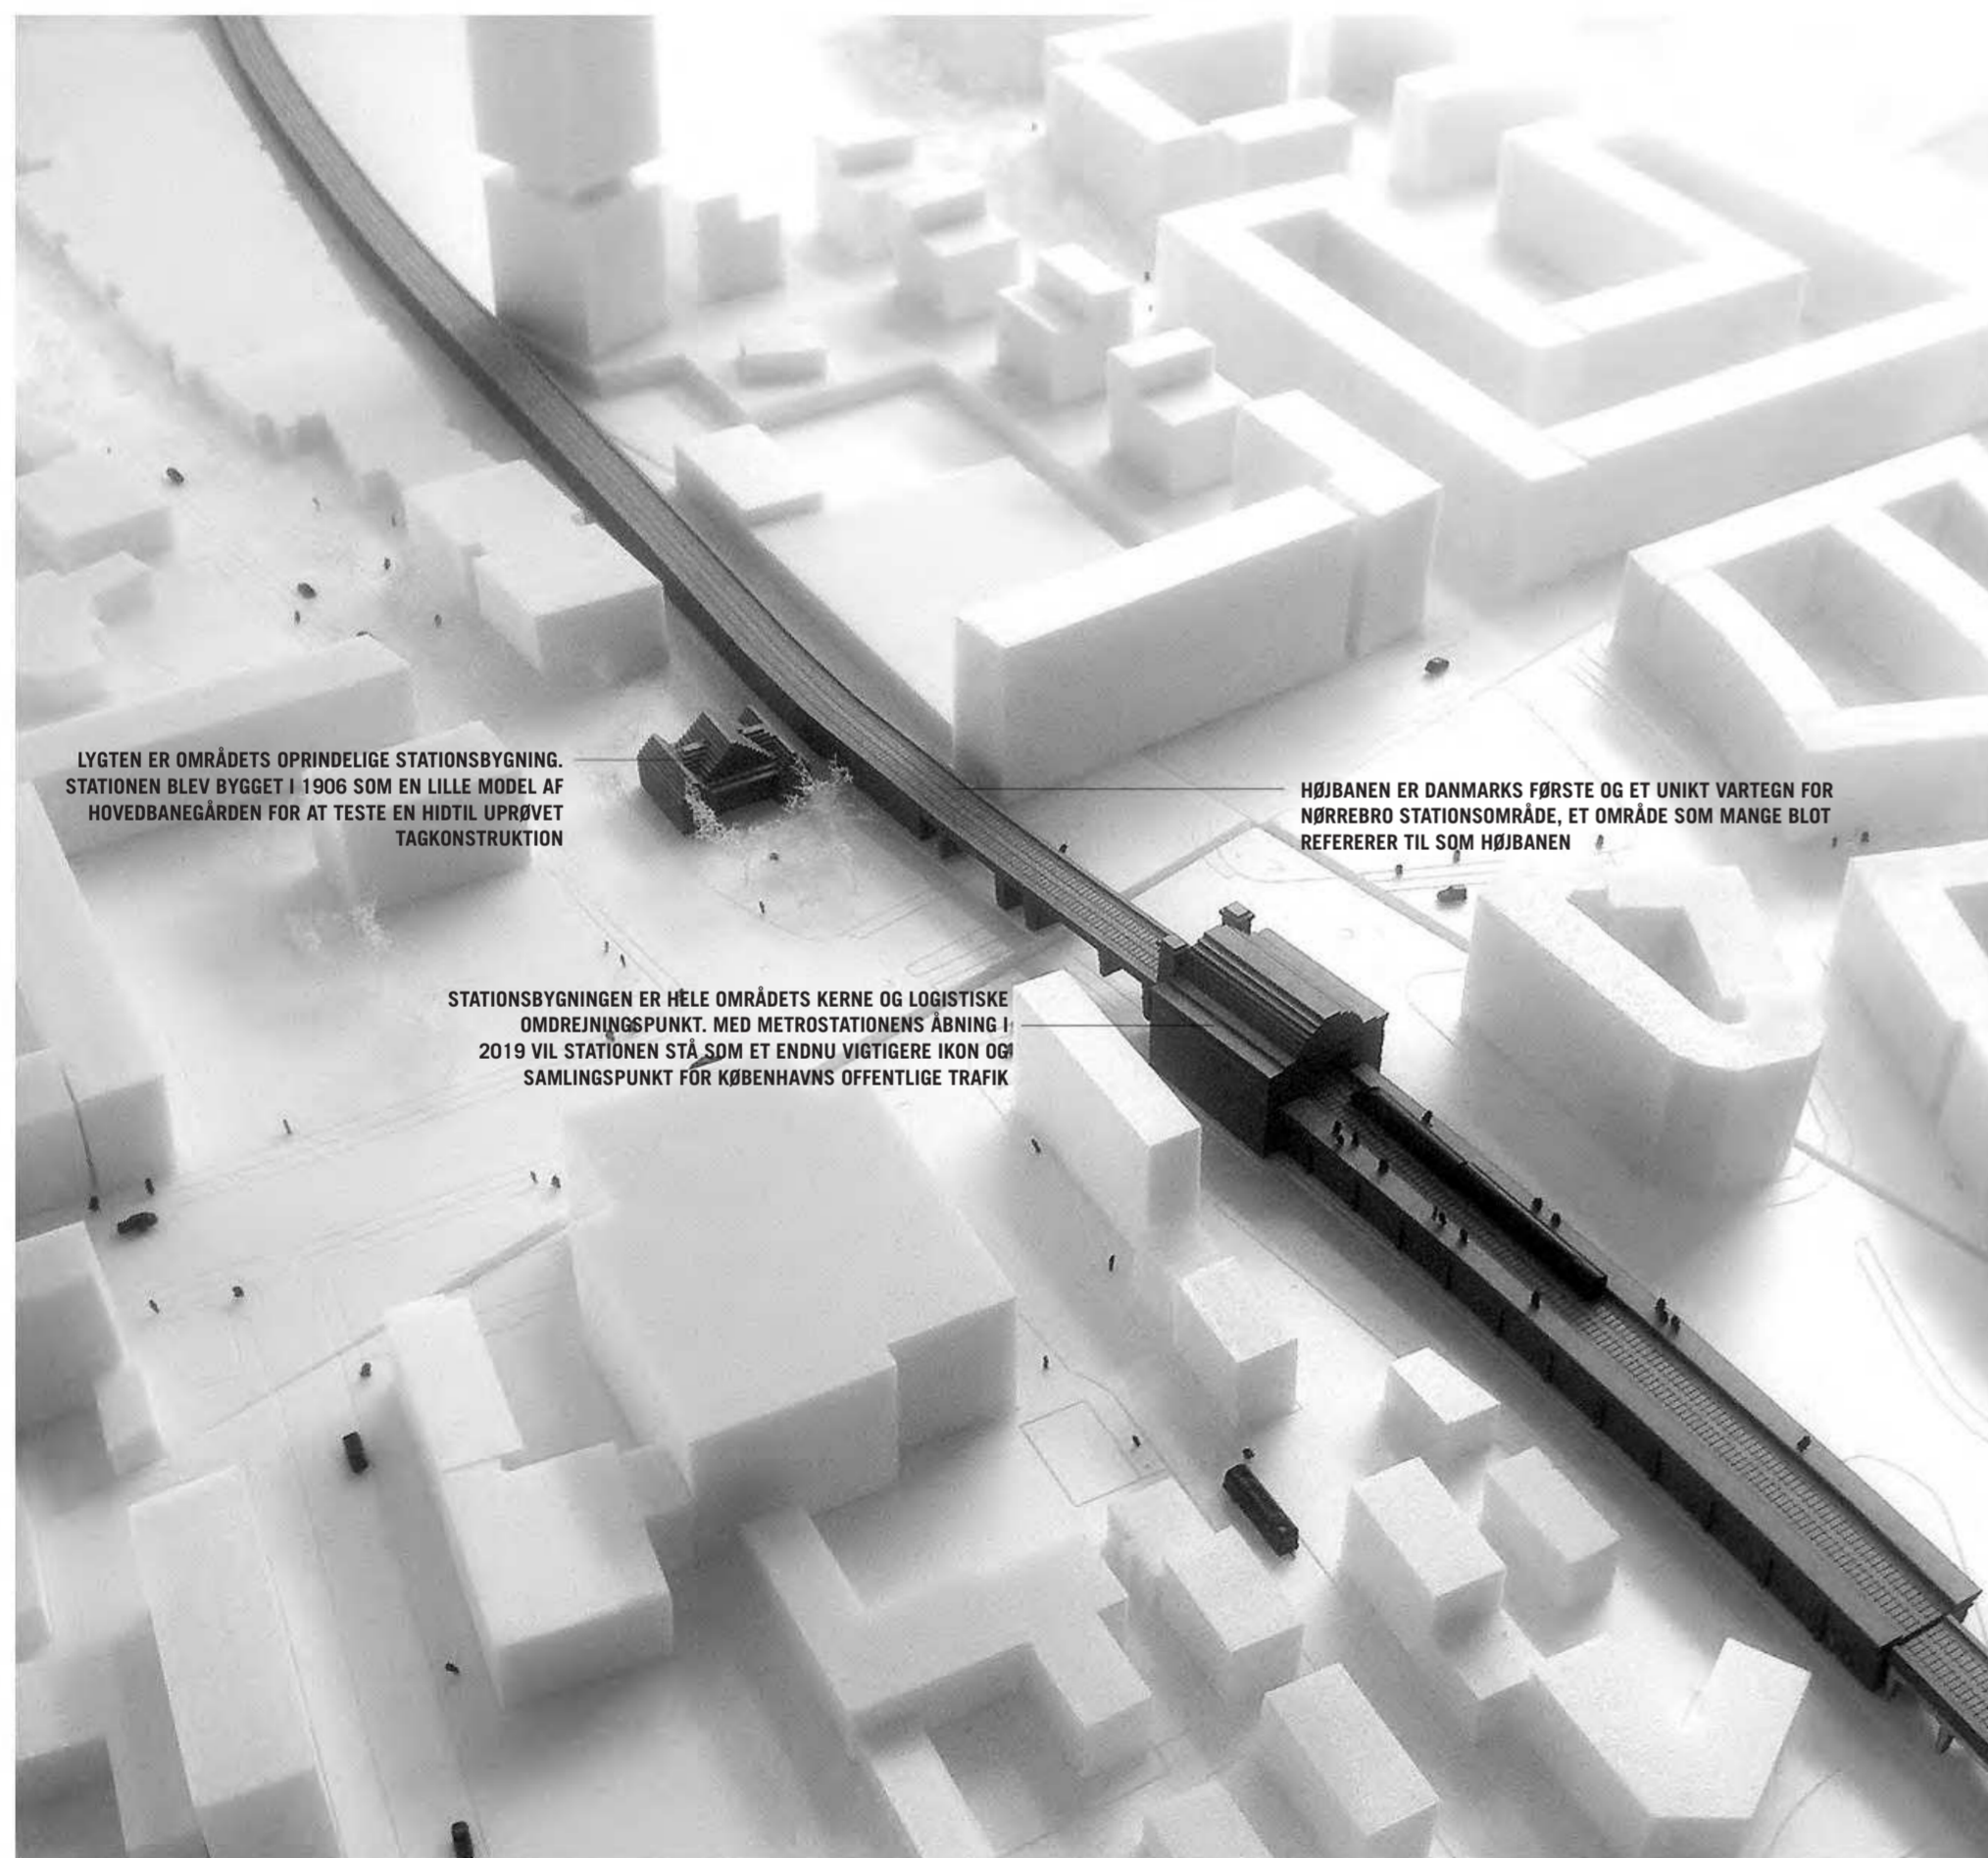 LYGTEN ER OMRÅDETS OPRINDELIGE STATIONSBYGNING.
STATIONEN BLEV BYGGET I 1906 SOM EN LILLE MODEL AF
HOVEDBANEGÅRDEN FOR AT TESTE EN HIDTIL UPRØVET
TAGKONSTRUKTION
HØJBANEN ER DANMARKS FØRSTE OG ET UNIKT VARTEGN FOR
NØRREBRO STATIONSOMRÅDE, ET OMRÅDE SOM MANGE BLOT
REFERERER TIL SOM HØJBANEN
STATIONSBYGNINGEN ER HELE OMRÅDETS KERNE OG LOGISTISKE
OMDREJNINGSPUNKT. MED METROSTATIONENS ÅBNING I
2019 VIL STATIONEN STÅ SOM ET ENDNU VIGTIGERE IKON OG
SAMLINGSPUNKT FOR KØBENHAVNS OFFENTLIGE TRAFIK